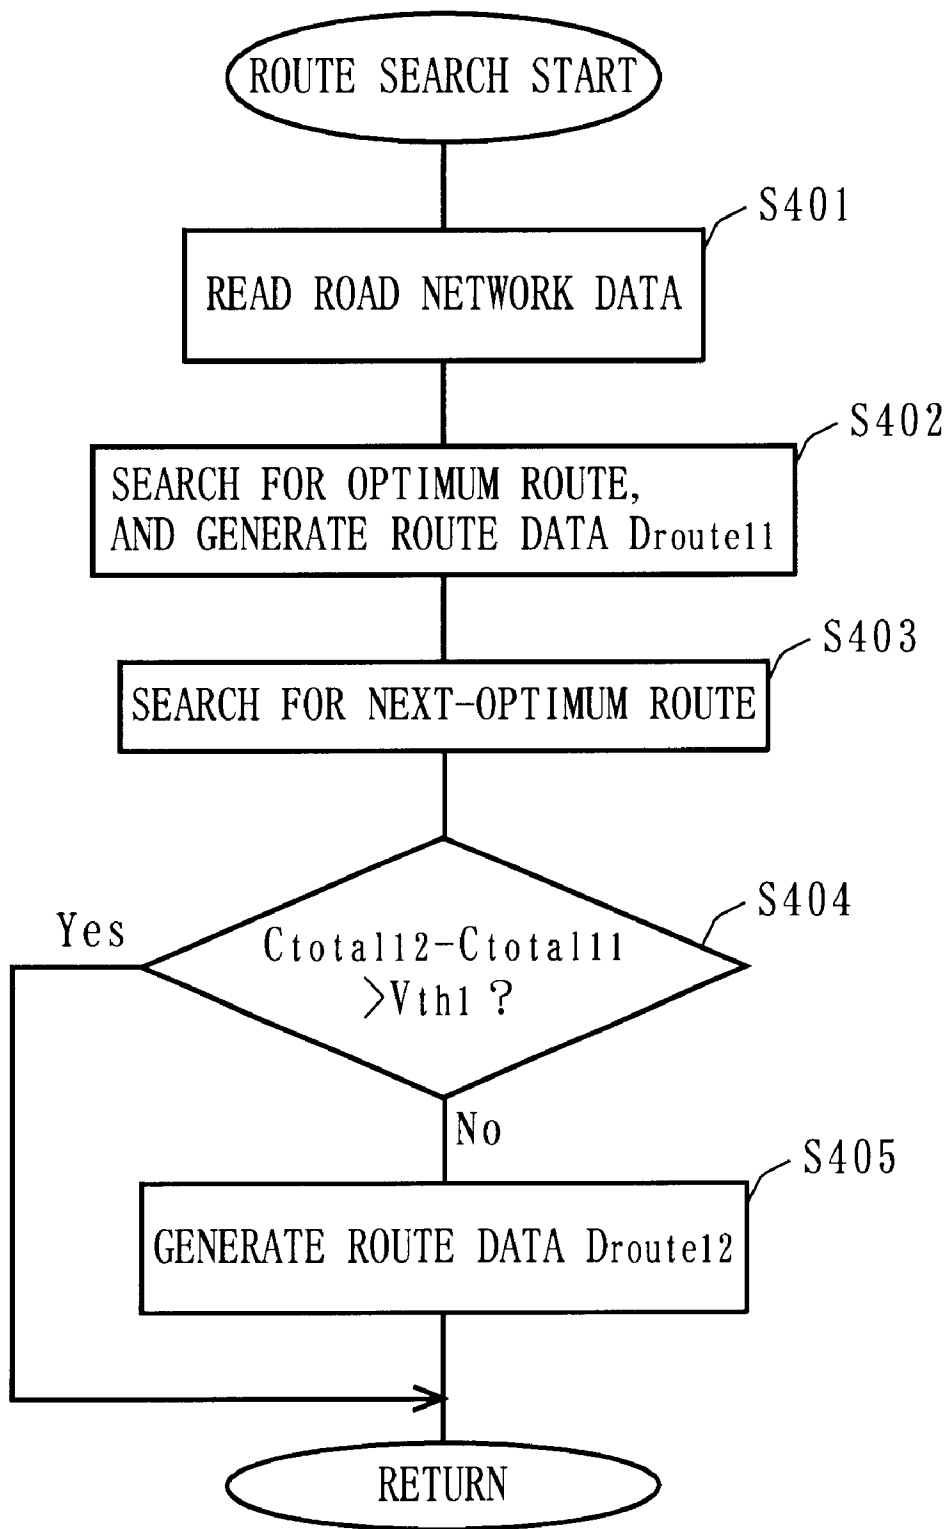 ROUTE SEARCH START
S401
READ ROAD NETWORK DATA
S402
SEARCH FOR OPTIMUM ROUTE,
AND GENERATE ROUTE DATA Droute11
S403
SEARCH FOR NEXT-OPTIMUM ROUTE
S404
Yes
Ctotal12-Ctotal11
>Vth1?
No
S405
GENERATE ROUTE DATA Droute12
RETURN